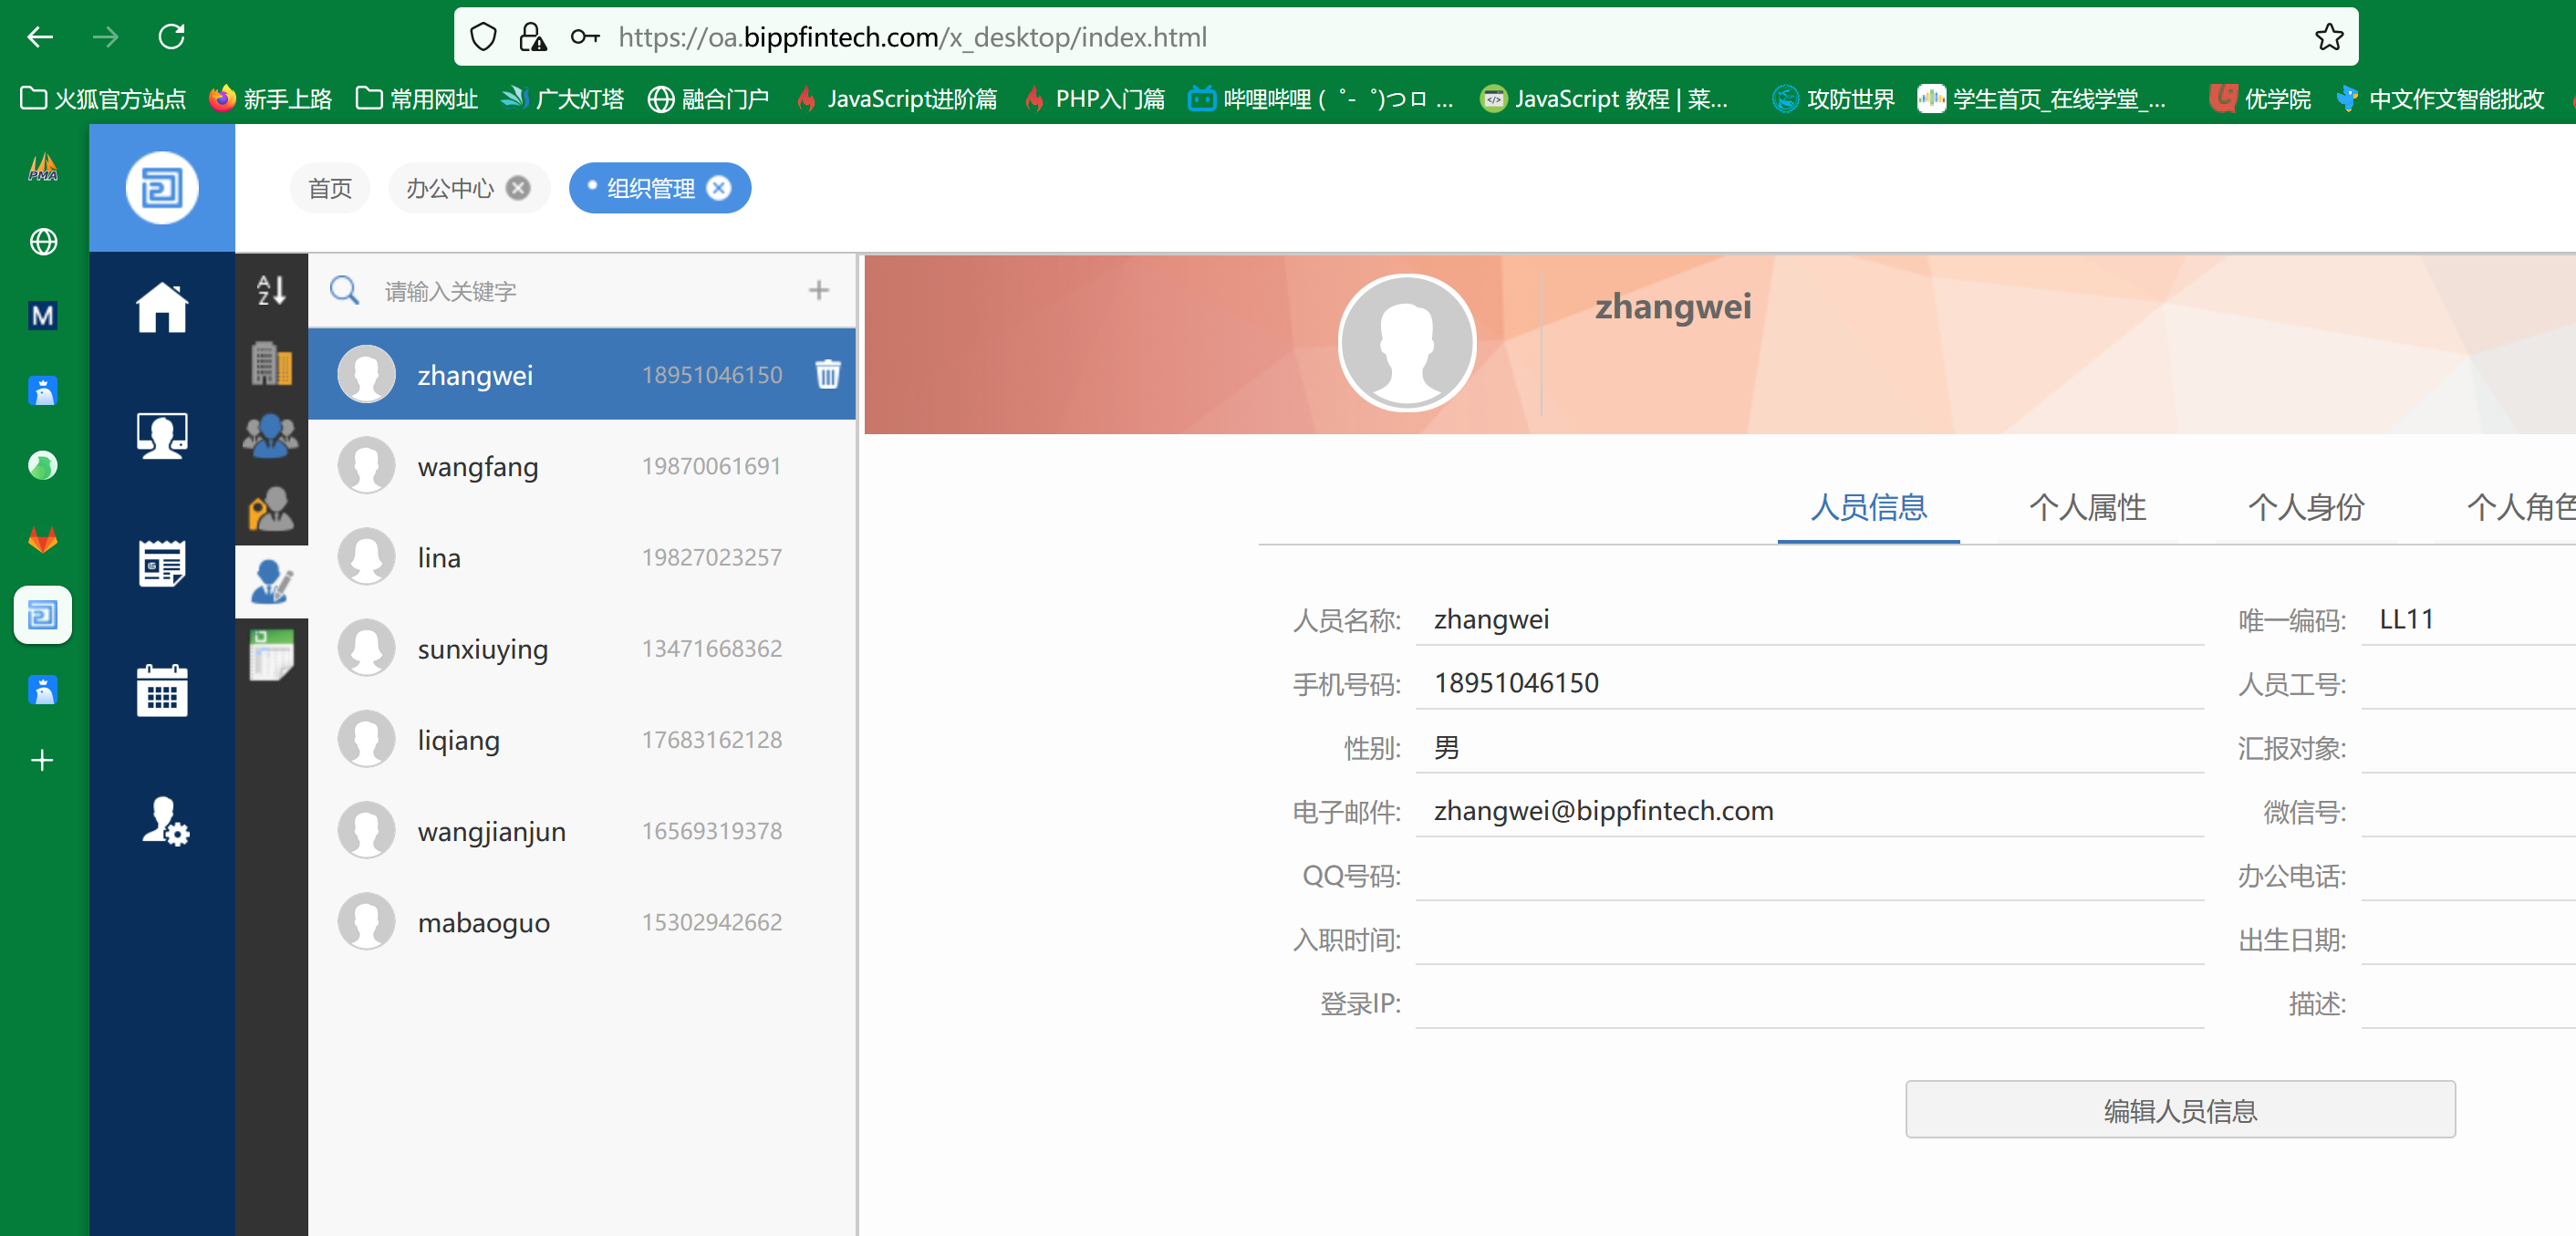 https://oa.bippfintech.com/x_desktop/index.html
火狐官方站点 新手上路 常用网址 广大灯塔 融合门户 JavaScript进阶篇 PHP入门篇 哔哩哔哩 ( ゜- ゜)つロ ... JavaScript 教程 | 菜... 攻防世界 学生首页_在线学堂_... 优学院 中文作文智能批改
PMA
M
首页 办公中心 组织管理
A
Z
请输入关键字
zhangwei 18951046150
wangfang 19870061691
lina 19827023257
sunxiuying 13471668362
liqiang 17683162128
wangjianjun 16569319378
mabaoguo 15302942662
zhangwei
人员信息 个人属性 个人身份 个人角色
人员名称: zhangwei 唯一编码: LL11
手机号码: 18951046150 人员工号:
性别: 男 汇报对象:
电子邮件: zhangwei@bippfintech.com 微信号:
QQ号码: 办公电话:
入职时间: 出生日期:
登录IP: 描述:
编辑人员信息